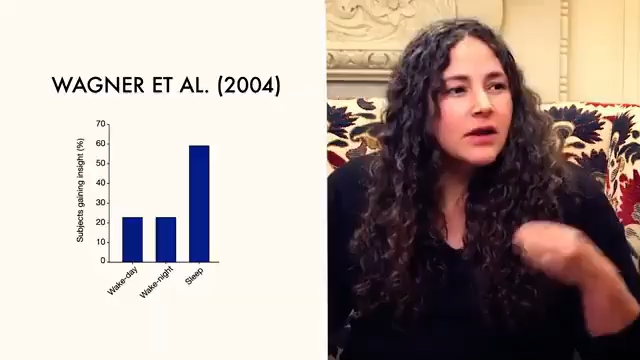 WAGNER ET AL. (2004)
Subjects gaining insight (%)
70
60
50
40
30
20
10
0
Wake-day
Wake-night
Sleep